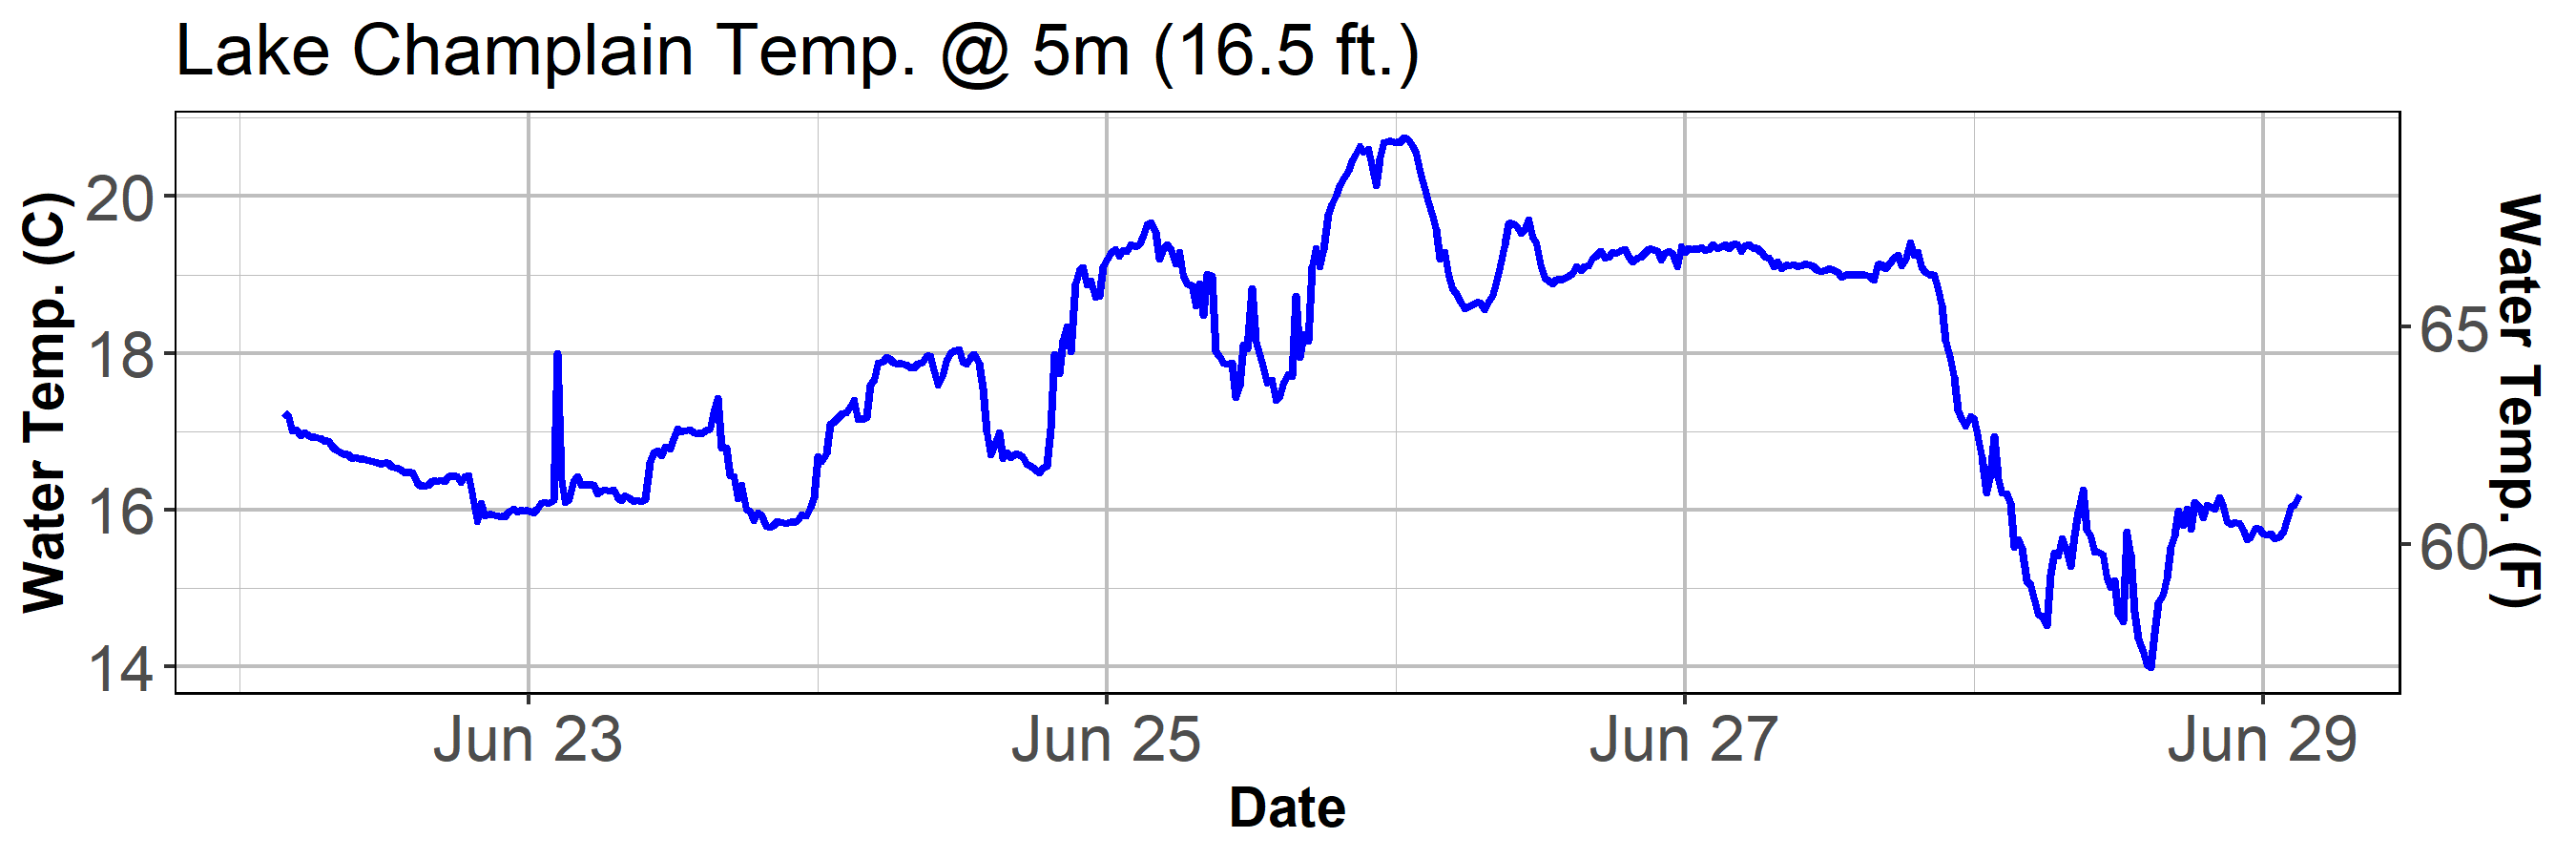 Lake Champlain Temp. @ 5m (16.5 ft.)
Water Temp. (C)
20
18
16
14
65
60
Water Temp. (F)
Jun 23 Jun 25 Jun 27 Jun 29
Date